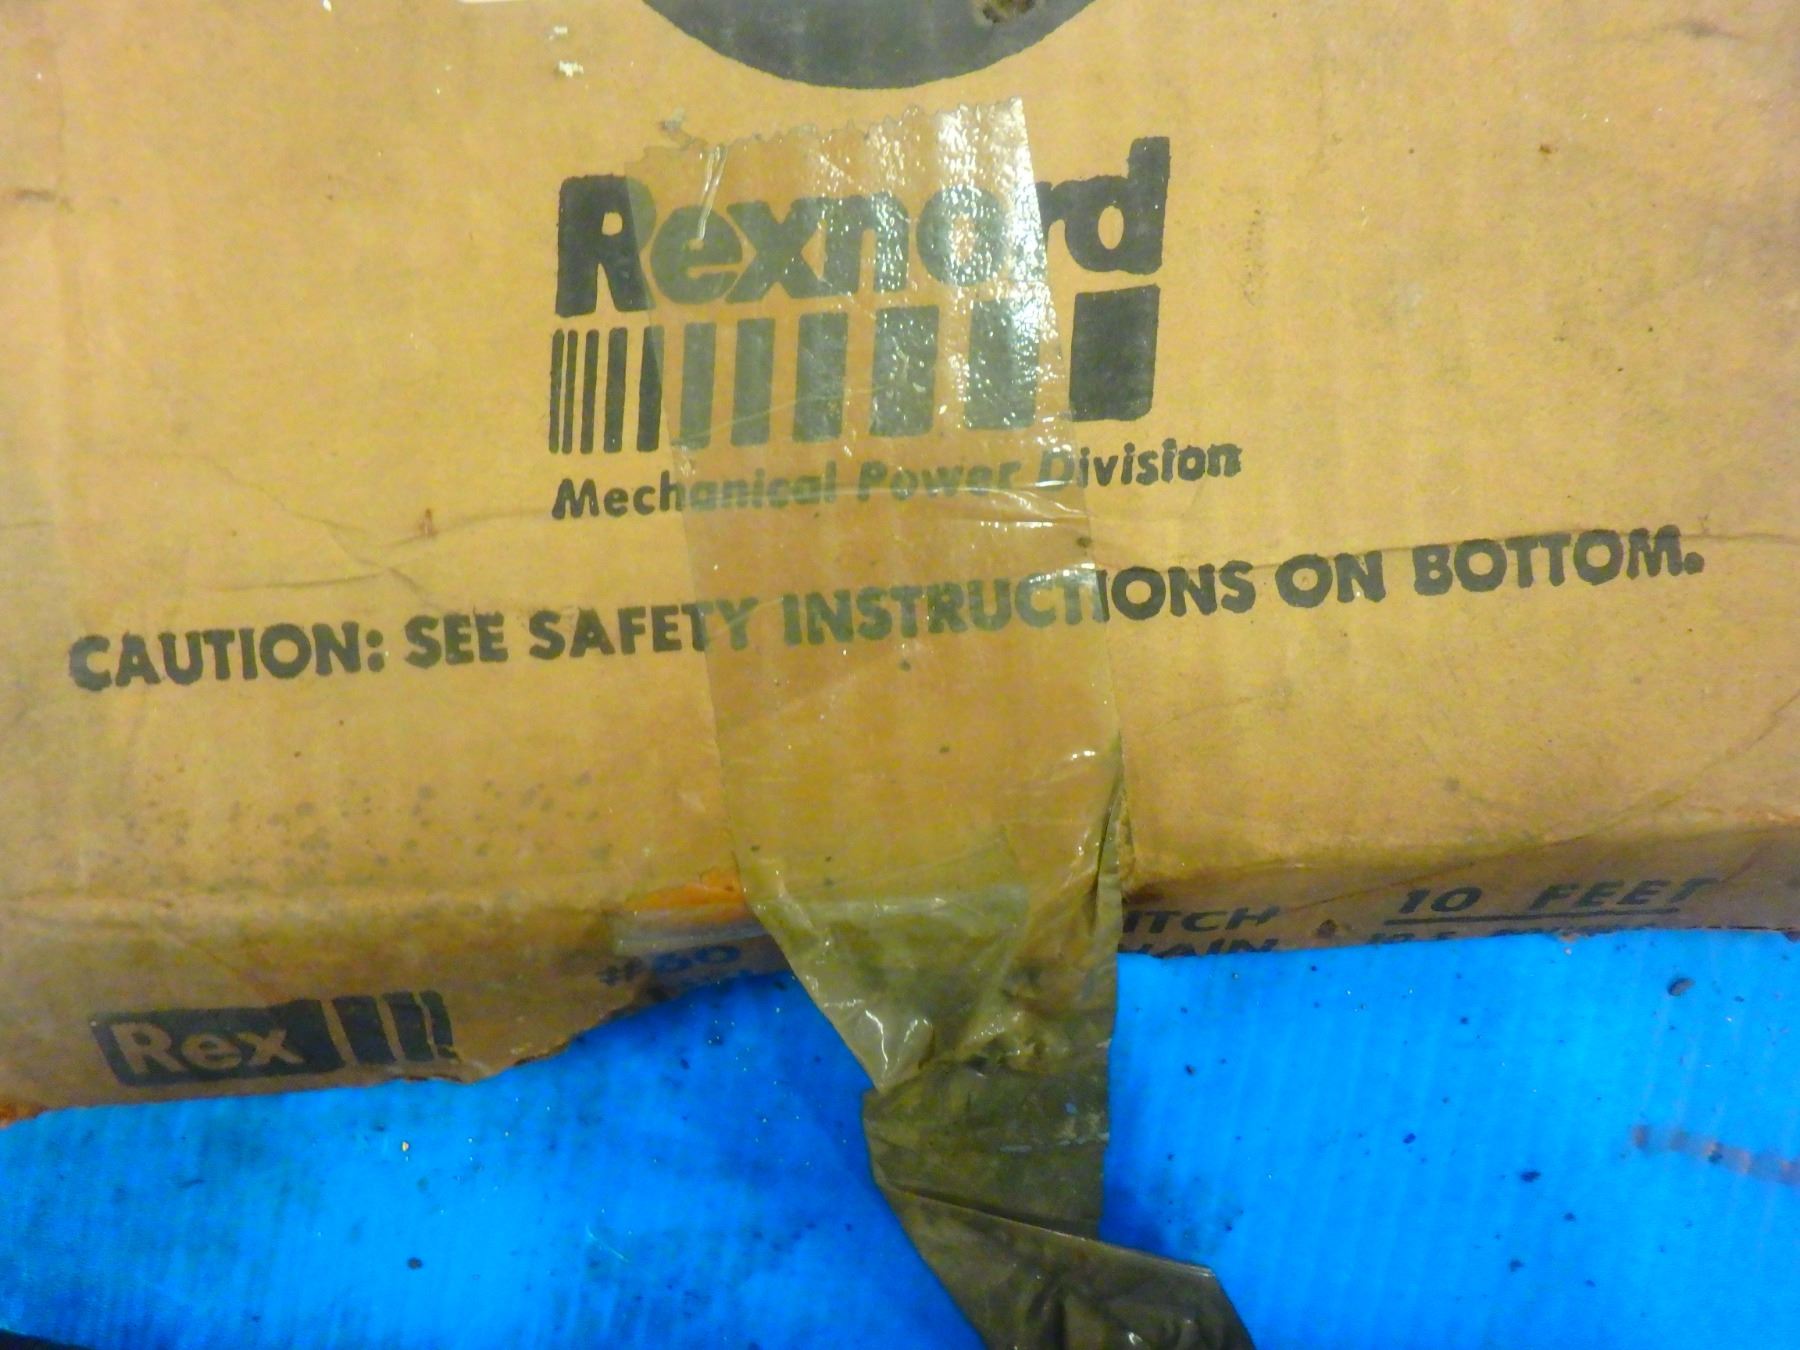 Rexnord
Mechanical Power Division
CAUTION: SEE SAFETY INSTRUCTIONS ON BOTTOM.
10 FEET
Rex